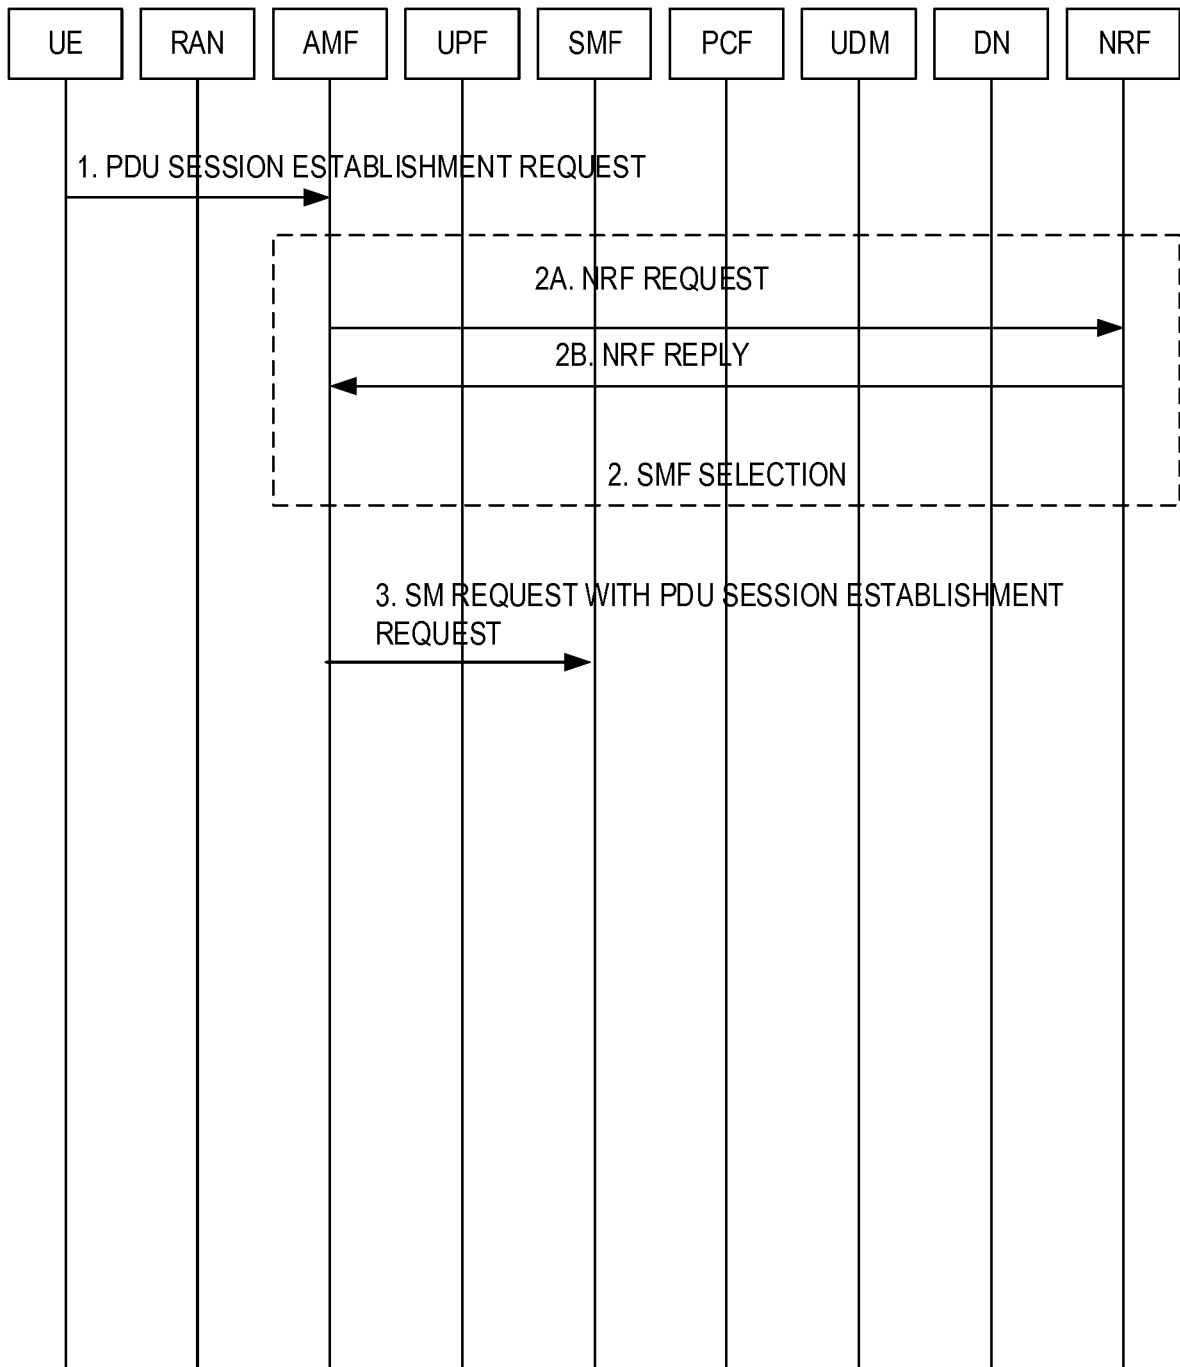 UE RAN AMF UPF SMF PCF UDM DN NRF
1. PDU SESSION ESTABLISHMENT REQUEST
2A. NRF REQUEST
2B. NRF REPLY
2. SMF SELECTION
3. SM REQUEST WITH PDU SESSION ESTABLISHMENT
REQUEST